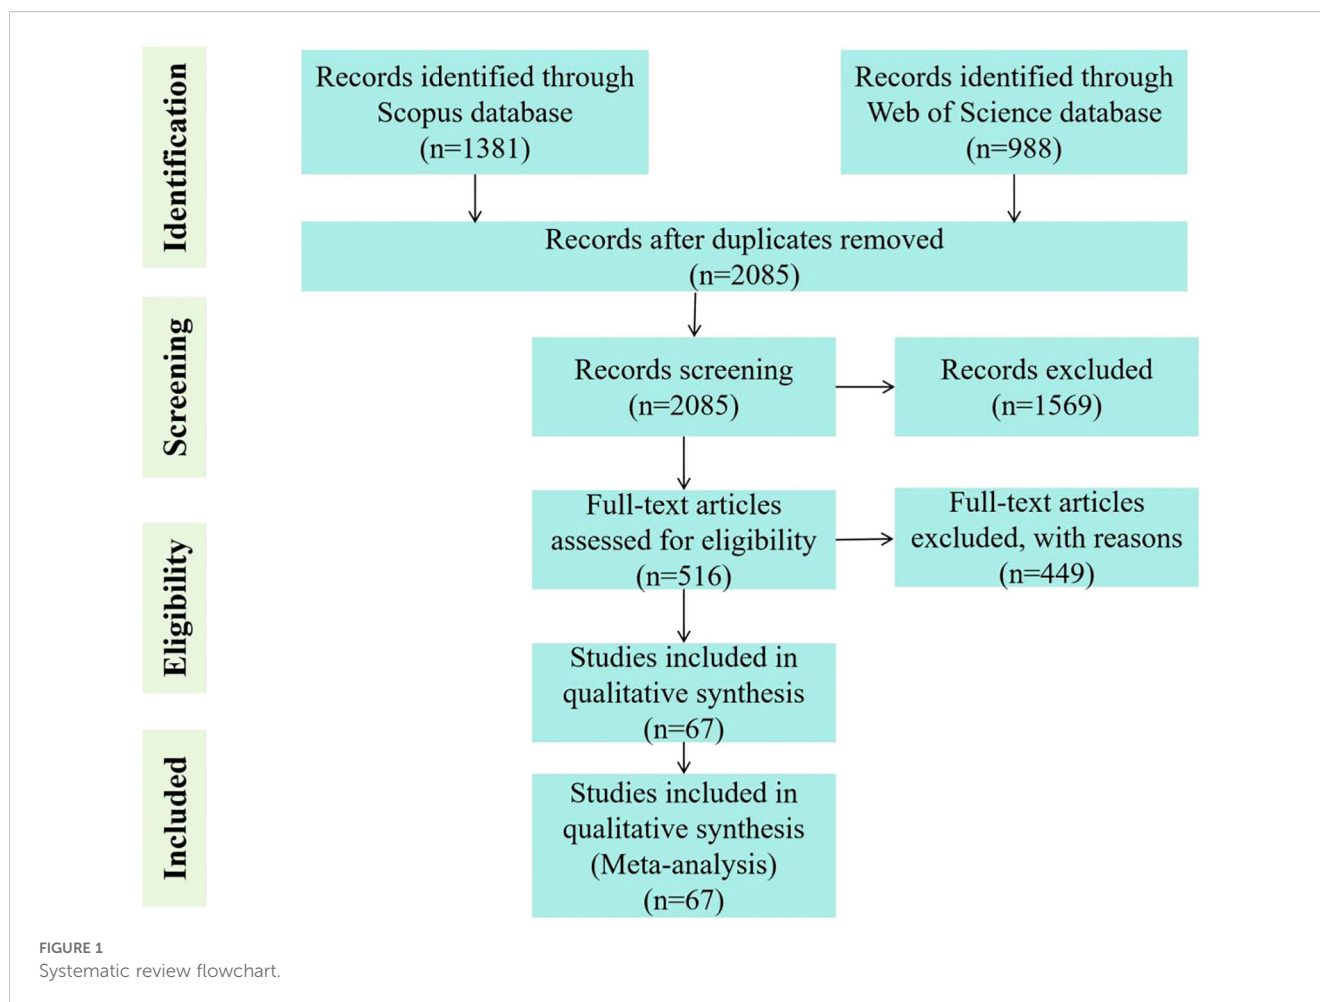 Identification
Records identified through
Scopus database
(n=1381)
Records identified through
Web of Science database
(n=988)
Records after duplicates removed
(n=2085)
Screening
Records screening
(n=2085)
Records excluded
(n=1569)
Eligibility
Full-text articles
assessed for eligibility
(n=516)
Full-text articles
excluded, with reasons
(n=449)
Studies included in
qualitative synthesis
(n=67)
Included
Studies included in
qualitative synthesis
(Meta-analysis)
(n=67)
FIGURE 1
Systematic review flowchart.